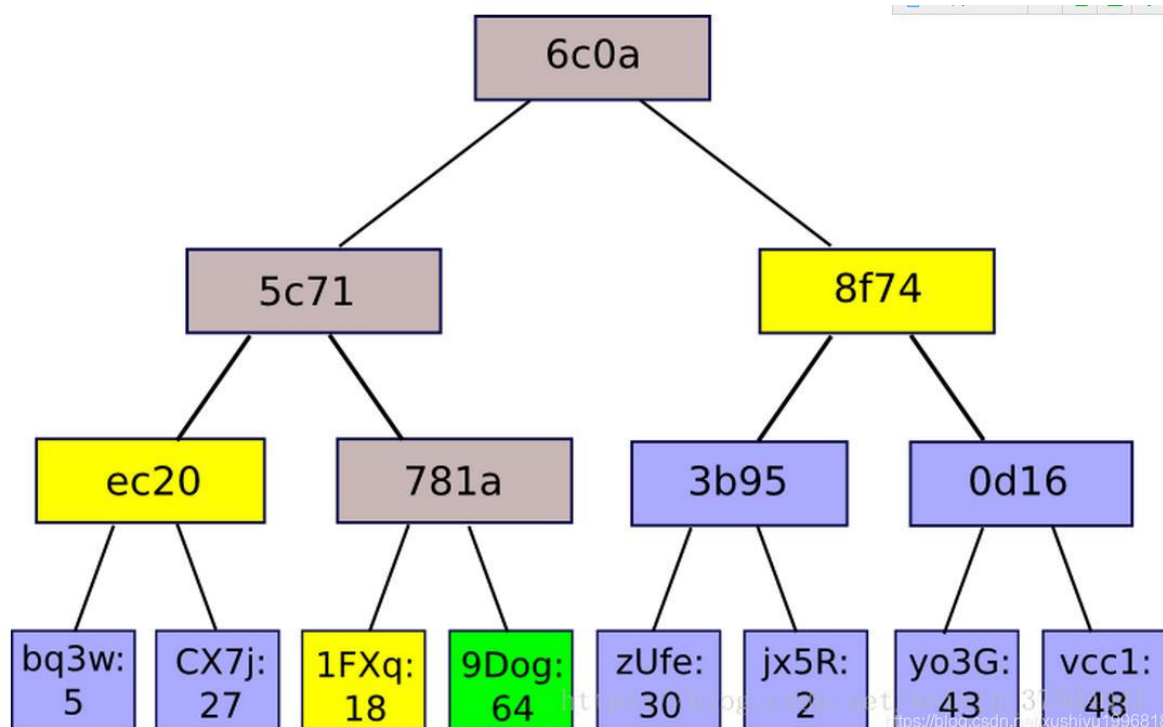 6c0a
5c71
8f74
ec20
781a
3b95
0d16
bq3w:
5
CX7j:
27
1FXq:
18
9Dog:
64
zUfe:
30
jx5R:
2
yo3G:
43
vcc1:
48